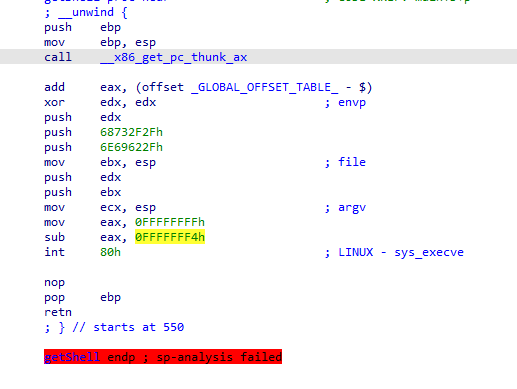 ; __unwind {
push ebp
mov ebp, esp
call __x86_get_pc_thunk_ax
add eax, (offset _GLOBAL_OFFSET_TABLE_ - $)
xor edx, edx ; envp
push edx
push 68732F2Fh
push 6E69622Fh
mov ebx, esp ; file
push edx
push ebx
mov ecx, esp ; argv
mov eax, 0FFFFFFFFh
sub eax, 0FFFFFFF4h
int 80h ; LINUX - sys_execve
nop
pop ebp
retn
; } // starts at 550
getShell endp ; sp-analysis failed